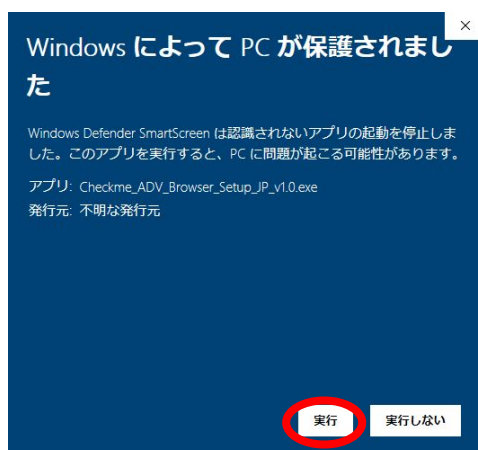 Windows によって PC が保護されまし
た
Windows Defender SmartScreen は認識されないアプリの起動を停止しま
した。このアプリを実行すると、PC に問題が起こる可能性があります。
アプリ: Checkme_ADV_Browser_Setup_JP_v1.0.exe
発行元: 不明な発行元
実行 実行しない